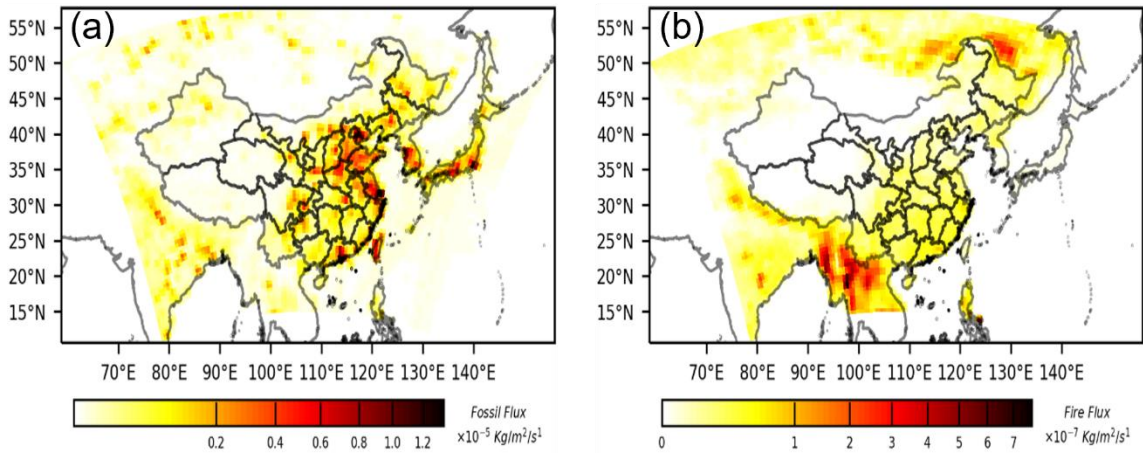 (a)
55°N
50°N
45°N
40°N
35°N
30°N
25°N
20°N
15°N
70°E 80°E 90°E 100°E 110°E 120°E 130°E 140°E
0.2 0.4 0.6 0.8 1.0 1.2
Fossil Flux
×10⁻⁵ Kg/m²/s¹
(b)
55°N
50°N
45°N
40°N
35°N
30°N
25°N
20°N
15°N
70°E 80°E 90°E 100°E 110°E 120°E 130°E 140°E
0 1 2 3 4 5 6 7
Fire Flux
×10⁻⁷ Kg/m²/s¹